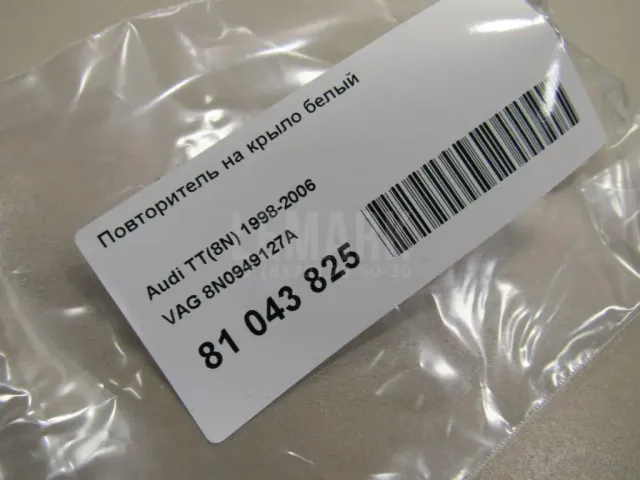 Повторитель на крыло белый
Audi TT(8N) 1998-2006
VAG 8N0949127A
81 043 825